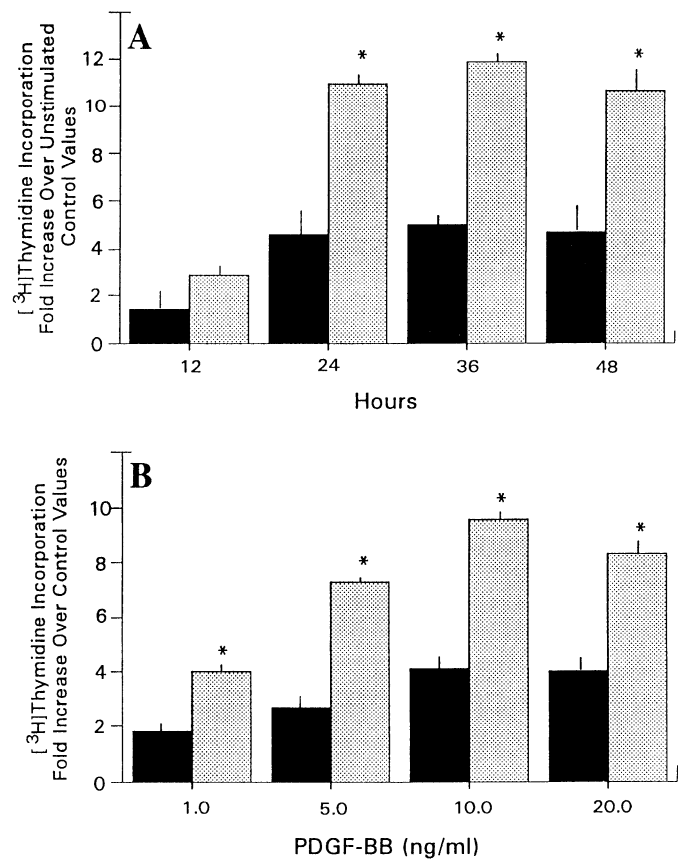 A
[ ³H]Thymidine Incorporation
Fold Increase Over Unstimulated
Control Values
12
10
8
6
4
2
0
* * *
12 24 36 48
Hours
B
[ ³H]Thymidine Incorporation
Fold Increase Over Control Values
10
8
6
4
2
0
* * * *
1.0 5.0 10.0 20.0
PDGF-BB (ng/ml)